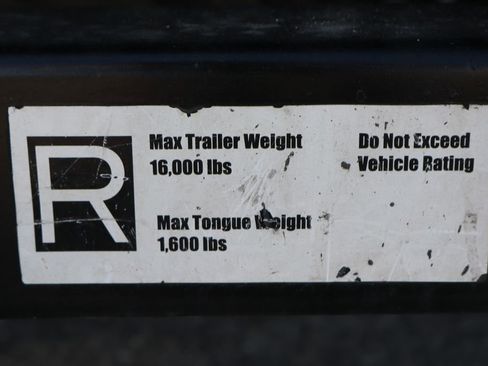 R
Max Trailer Weight
16,000 lbs
Max Tongue Weight
1,600 lbs
Do Not Exceed
Vehicle Rating